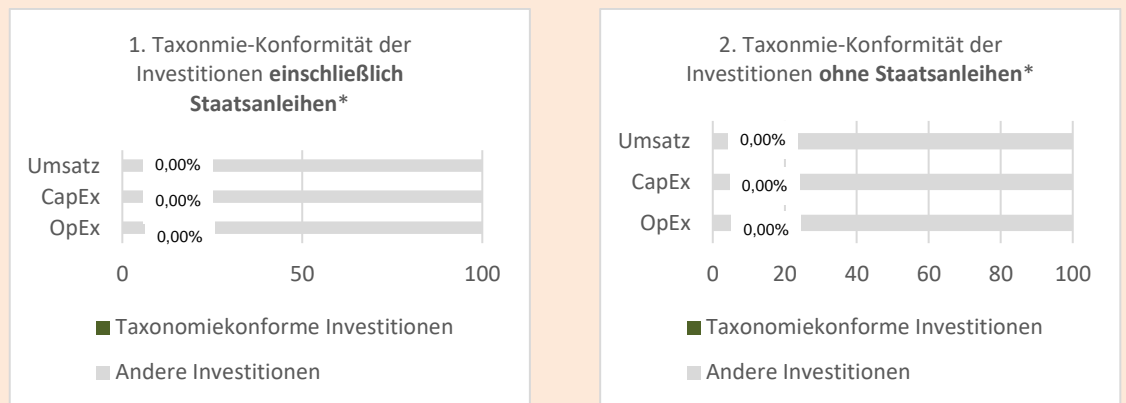 1. Taxonmie-Konformität der
Investitionen einschließlich
Staatsanleihen*
Umsatz
0,00%
CapEx
0,00%
OpEx
0,00%
0 50 100
Taxonomiekonforme Investitionen
Andere Investitionen
2. Taxonmie-Konformität der
Investitionen ohne Staatsanleihen*
Umsatz
0,00%
CapEx
0,00%
OpEx
0,00%
0 20 40 60 80 100
Taxonomiekonforme Investitionen
Andere Investitionen